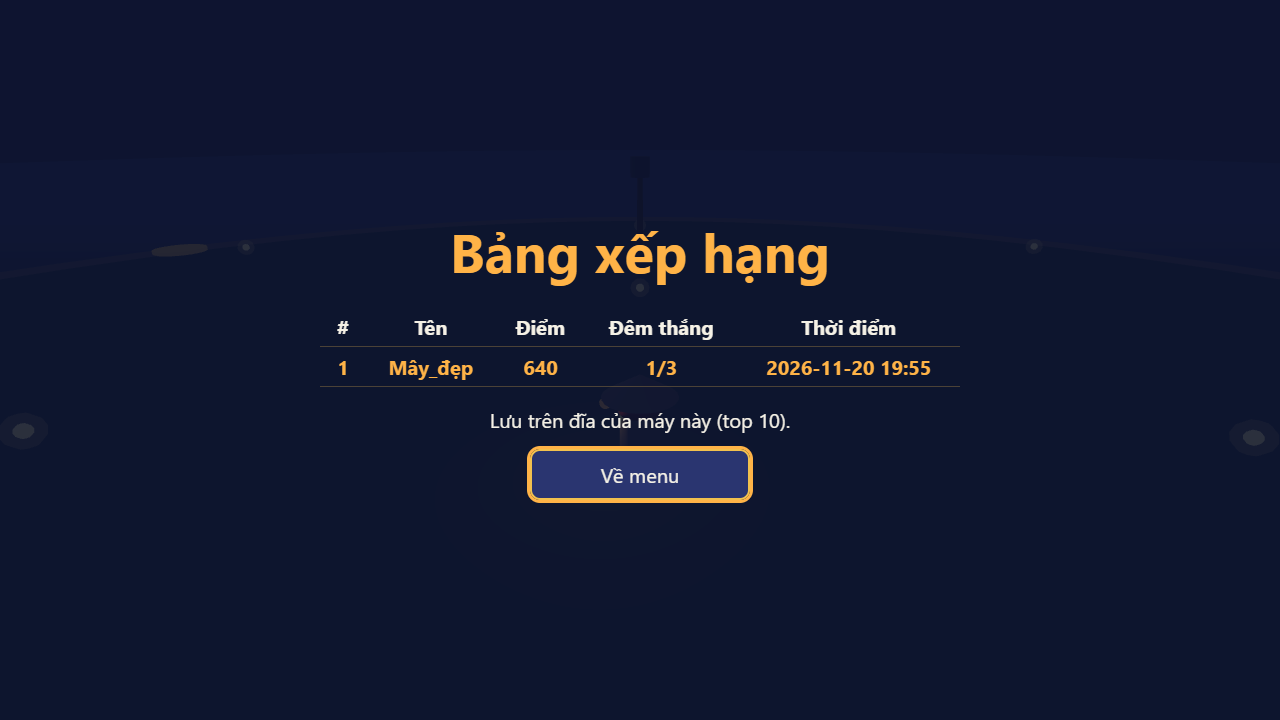 Bảng xếp hạng
# Tên Điểm Đêm thắng Thời điểm
1 Mây_đẹp 640 1/3 2026-11-20 19:55
Lưu trên đĩa của máy này (top 10).
Về menu